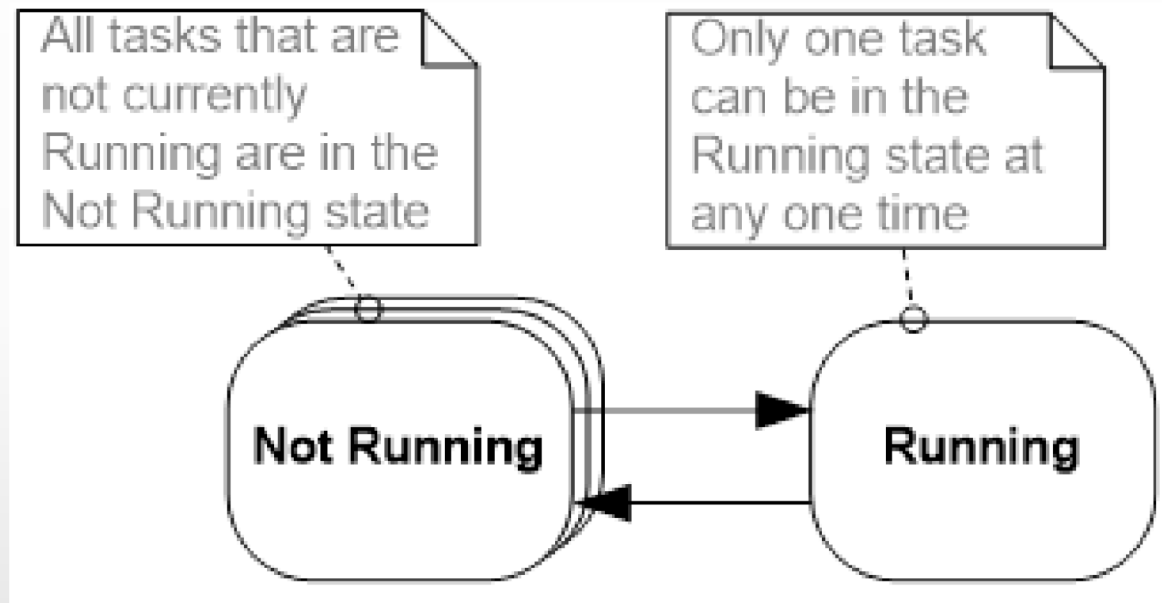 All tasks that are
not currently
Running are in the
Not Running state
Only one task
can be in the
Running state at
any one time
Not Running
Running